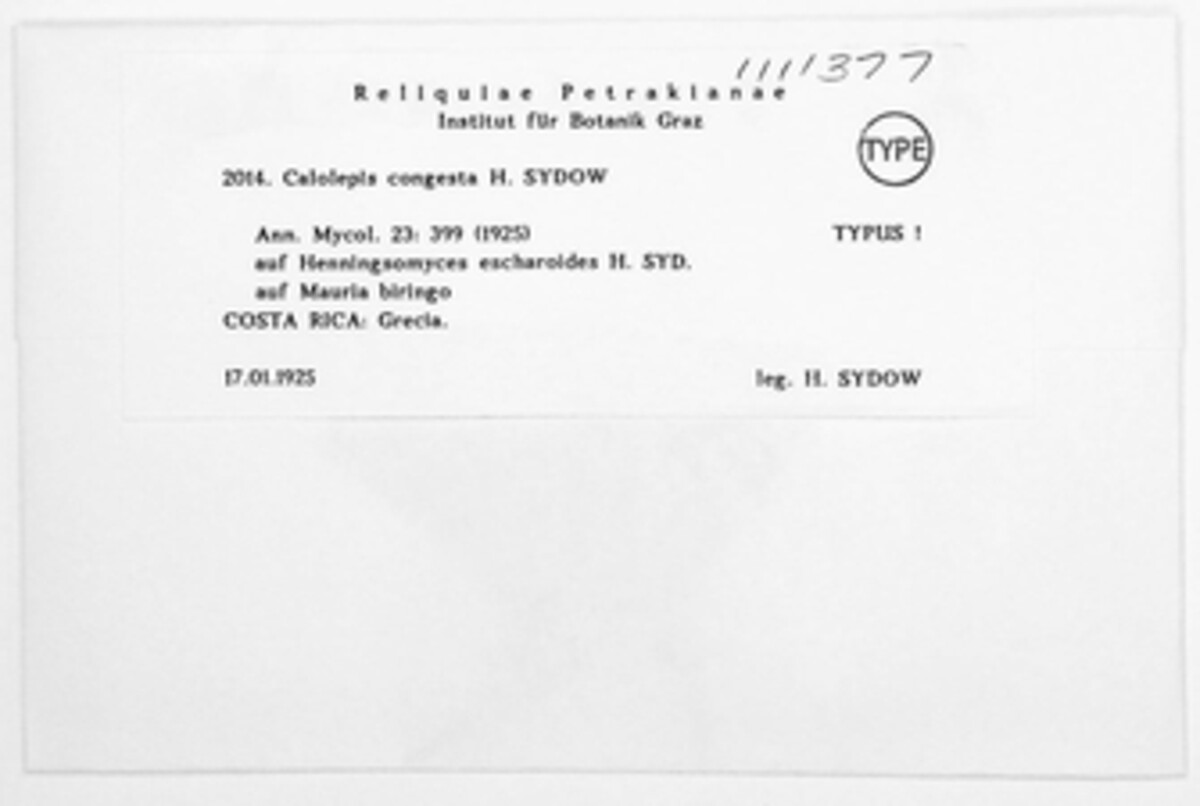 1111377
Reliquiae Petrakianae
Institut für Botanik Graz
TYPE
2014. Calolepis congesta H. SYDOW
Ann. Mycol. 23: 399 (1925) TYPUS !
auf Henningsomyces escharoides H. SYD.
auf Mauria biringo
COSTA RICA: Grecia.
17.01.1925 leg. H. SYDOW